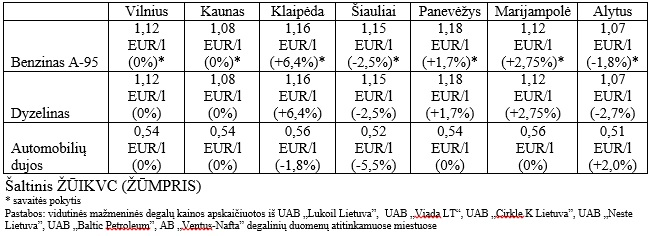 Vilnius Kaunas Klaipėda Šiauliai Panevėžys Marijampolė Alytus
1,12 1,08 1,16 1,15 1,18 1,12 1,07
EUR/l EUR/l EUR/l EUR/l EUR/l EUR/l EUR/l
Benzinas A-95 (0%)* (0%)* (+6,4%)* (-2,5%)* (+1,7%)* (+2,75%)* (-1,8%)*
1,12 1,08 1,16 1,15 1,18 1,12 1,07
EUR/l EUR/l EUR/l EUR/l EUR/l EUR/l EUR/l
Dyzelinas (0%) (0%) (+6,4%) (-2,5%) (+1,7%) (+2,75%) (-2,7%)
0,54 0,54 0,56 0,52 0,54 0,56 0,51
Automobilių EUR/l EUR/l EUR/l EUR/l EUR/l EUR/l EUR/l
dujos (0%) (0%) (-1,8%) (-5,5%) (0%) (0%) (+2,0%)
Šaltinis ŽŪIKVC (ŽŪMPRIS)
* savaitės pokytis
Pastabos: vidutinės mažmeninės degalų kainos apskaičiuotos iš UAB „Lukoil Lietuva”, UAB „Viada LT“, UAB „Cirkle K Lietuva”, UAB „Neste
Lietuva”, UAB „Baltic Petroleum”, AB „Ventus-Nafta” degalinių duomenų atitinkamuose miestuose